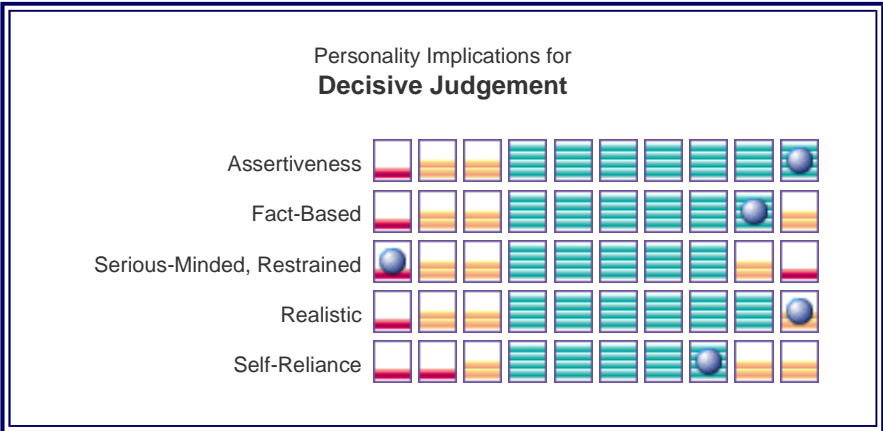 Personality Implications for
Decisive Judgement
Assertiveness
Fact-Based
Serious-Minded, Restrained
Realistic
Self-Reliance